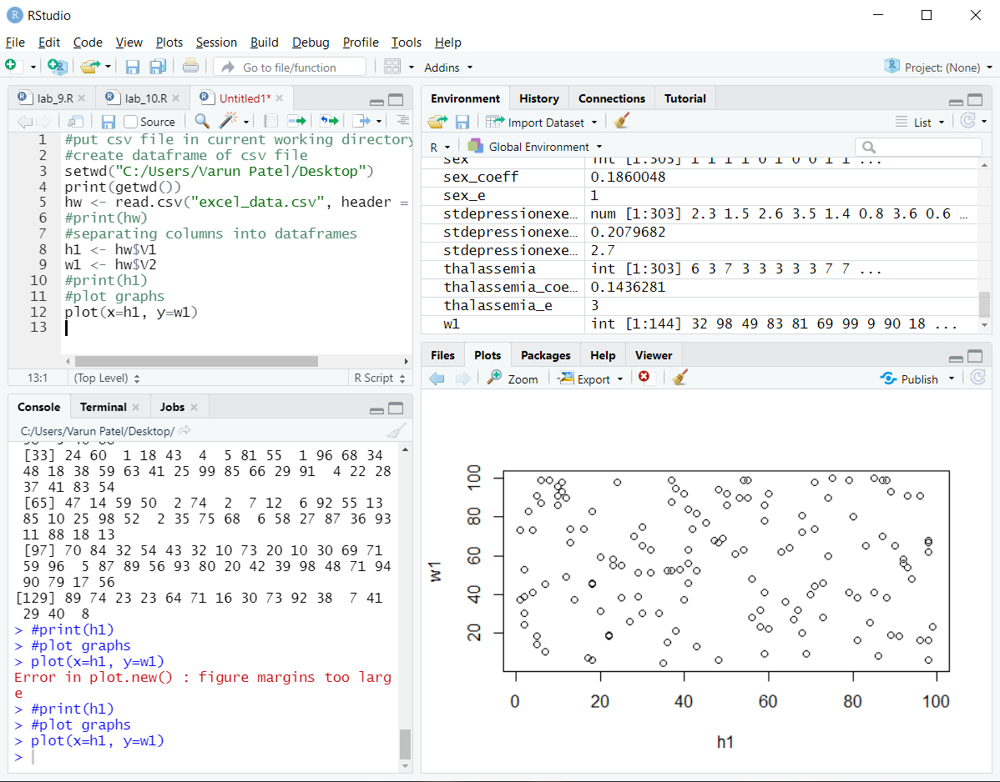 RStudio
File Edit Code View Plots Session Build Debug Profile Tools Help
Go to file/function Addins Project: (None)
lab_9.R lab_10.R Untitled1*
Source
1 #put csv file in current working directory
2 #create dataframe of csv file
3 setwd("C:/Users/Varun Patel/Desktop")
4 print(getwd())
5 hw <- read.csv("excel_data.csv", header =
6 #print(hw)
7 #separating columns into dataframes
8 h1 <- hw$V1
9 w1 <- hw$V2
10 #print(h1)
11 #plot graphs
12 plot(x=h1, y=w1)
13
13:1 (Top Level) R Script
Console Terminal Jobs
C:/Users/Varun Patel/Desktop/
[33] 24 60 1 18 43 4 5 81 55 1 96 68 34
48 18 38 59 63 41 25 99 85 66 29 91 4 22 28
37 41 83 54
[65] 47 14 59 50 2 74 2 7 12 6 92 55 13
85 10 25 98 52 2 35 75 68 6 58 27 87 36 93
11 88 18 13
[97] 70 84 32 54 43 32 10 73 20 10 30 69 71
59 96 5 87 89 56 93 80 20 42 39 98 48 71 94
90 79 17 56
[129] 89 74 23 23 64 71 16 30 73 92 38 7 41
29 40 8
> #print(h1)
> #plot graphs
> plot(x=h1, y=w1)
Error in plot.new() : figure margins too larg
e
> #print(h1)
> #plot graphs
> plot(x=h1, y=w1)
>
Environment History Connections Tutorial
Import Dataset List
R Global Environment
sex int [1:303] 1 1 1 1 0 1 0 0 1 1 ...
sex_coeff 0.1860048
sex_e 1
stdepressionexe… num [1:303] 2.3 1.5 2.6 3.5 1.4 0.8 3.6 0.6 …
stdepressionexe… 0.2079682
stdepressionexe… 2.7
thalassemia int [1:303] 6 3 7 3 3 3 3 3 7 7 ...
thalassemia_coe… 0.1436281
thalassemia_e 3
w1 int [1:144] 32 98 49 83 81 69 99 9 90 18 ...
Files Plots Packages Help Viewer
Zoom Export Publish
100
80
60
40
20
w1
0 20 40 60 80 100
h1